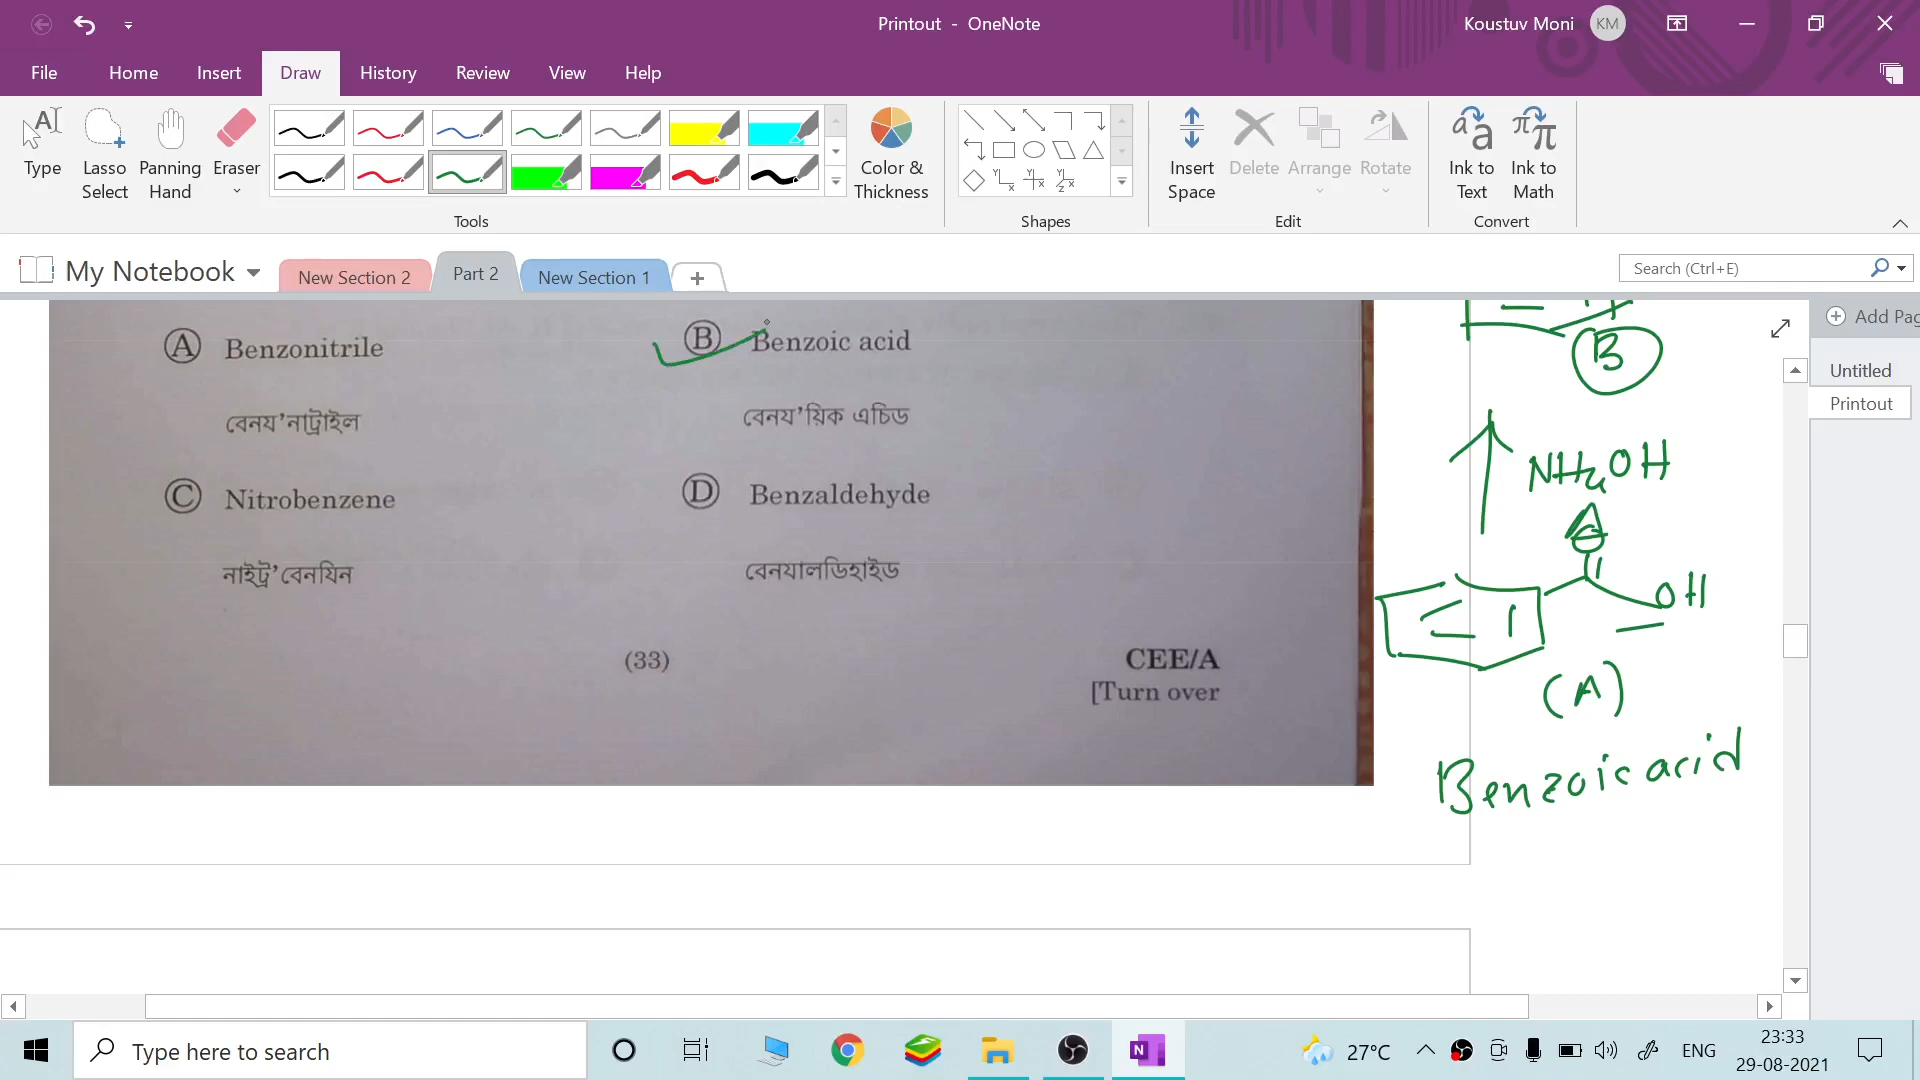 Printout - OneNote
Koustuv Moni KM
File Home Insert Draw History Review View Help
Type
Lasso Select
Panning Hand
Eraser
Color & Thickness
Insert Space
Delete
Arrange
Rotate
Ink to Text
Ink to Math
Tools
Shapes
Edit
Convert
My Notebook
New Section 2
Part 2
New Section 1
Search (Ctrl+E)
Add Pag
Untitled
Printout
A Benzonitrile
B Benzoic acid
বেনয'নাট্ৰাইল
বেনয'য়িক এচিড
C Nitrobenzene
D Benzaldehyde
নাইট্ৰ'বেনযিন
বেনযালডিহাইড
(33)
CEE/A
[Turn over
B
NH4OH
Δ
O
OH
(A)
Benzoic acid
Type here to search
27°C
ENG
23:33
29-08-2021